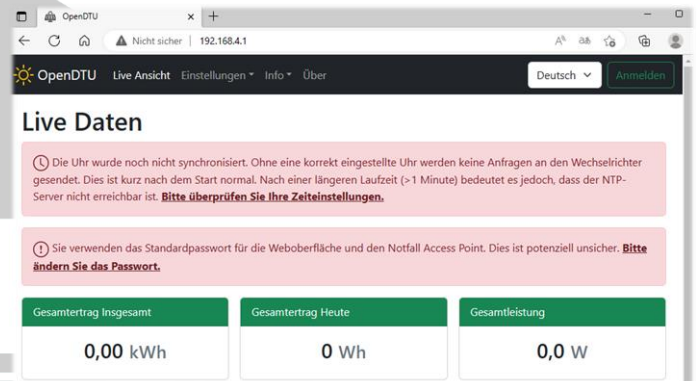 OpenDTU
Nicht sicher 192.168.4.1
OpenDTU Live Ansicht Einstellungen Info Über Deutsch Anmelden
Live Daten
Die Uhr wurde noch nicht synchronisiert. Ohne eine korrekt eingestellte Uhr werden keine Anfragen an den Wechselrichter
gesendet. Dies ist kurz nach dem Start normal. Nach einer längeren Laufzeit (>1 Minute) bedeutet es jedoch, dass der NTP-
Server nicht erreichbar ist. Bitte überprüfen Sie Ihre Zeiteinstellungen.
Sie verwenden das Standardpasswort für die Weboberfläche und den Notfall Access Point. Dies ist potenziell unsicher. Bitte
ändern Sie das Passwort.
Gesamtertrag Insgesamt Gesamtertrag Heute Gesamtleistung
0,00 kWh 0 Wh 0,0 W